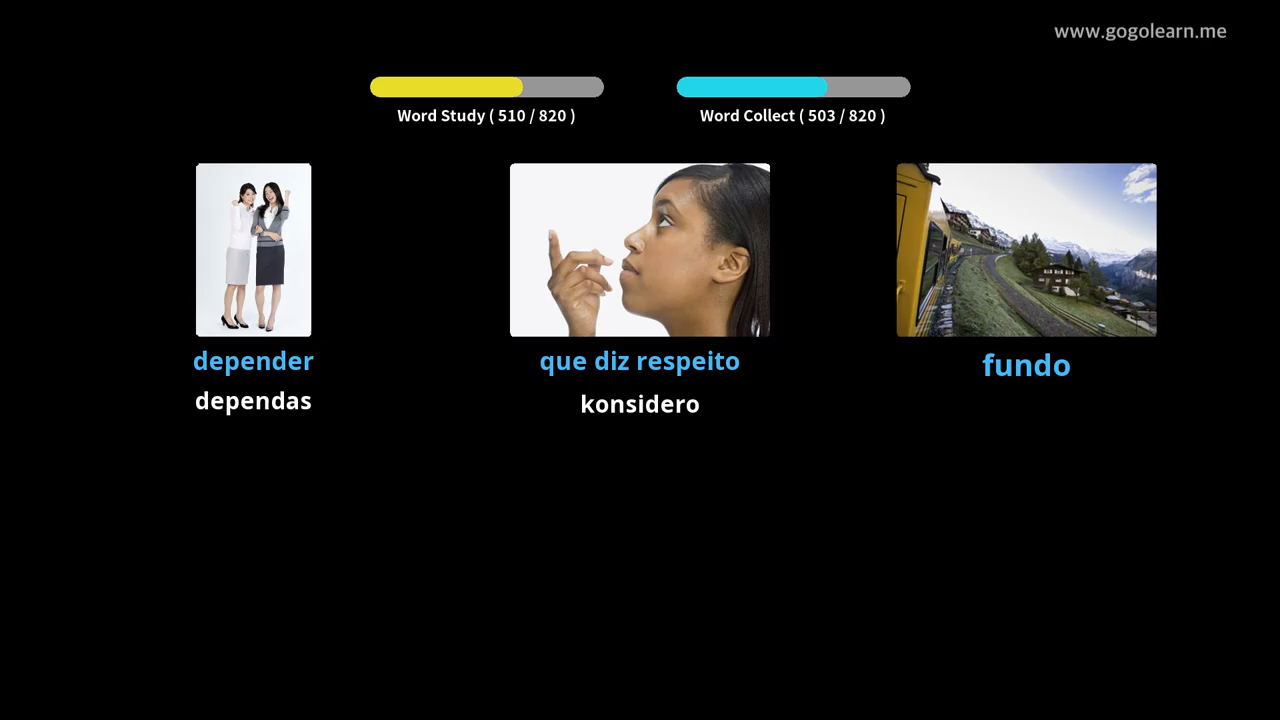 www.gogolearn.me
Word Study ( 510 / 820 )
Word Collect ( 503 / 820 )
depender
dependas
que diz respeito
konsidero
fundo